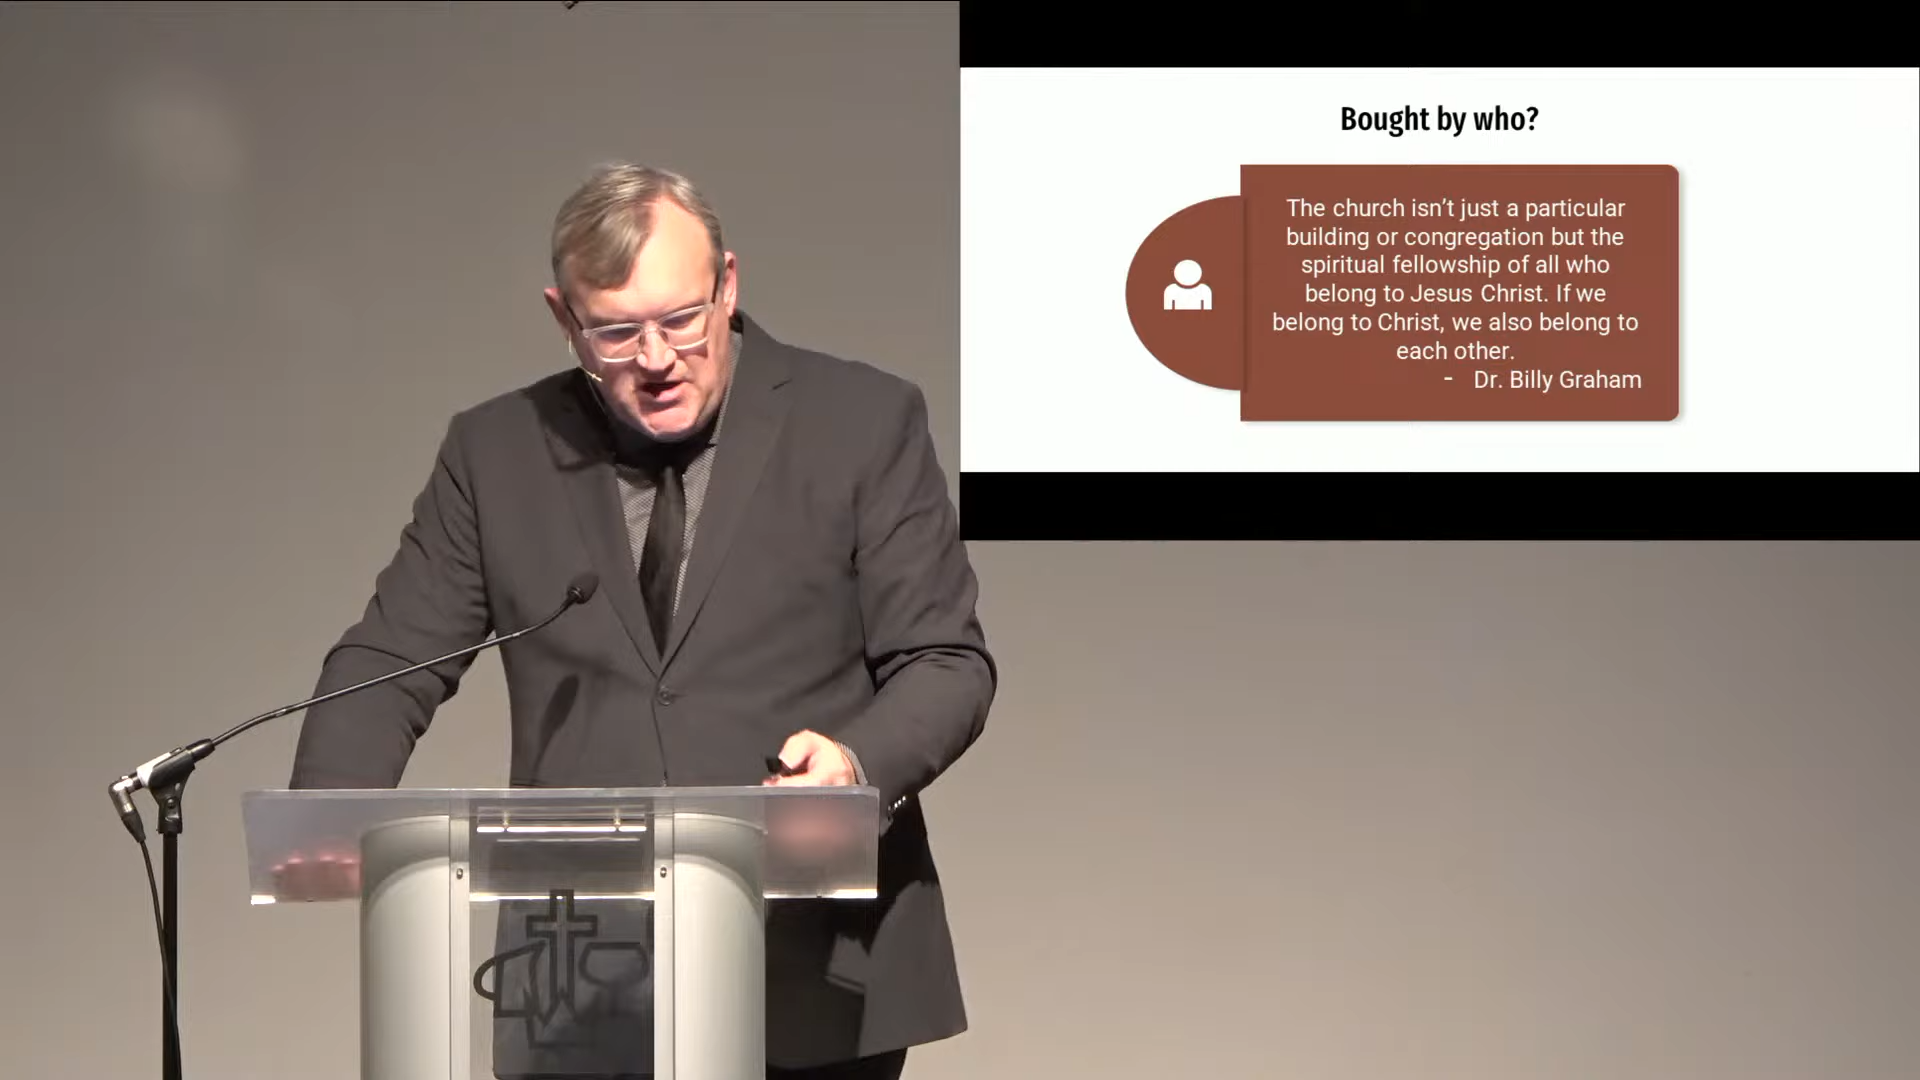 Bought by who?
The church isn’t just a particular
building or congregation but the
spiritual fellowship of all who
belong to Jesus Christ. If we
belong to Christ, we also belong to
each other.
- Dr. Billy Graham